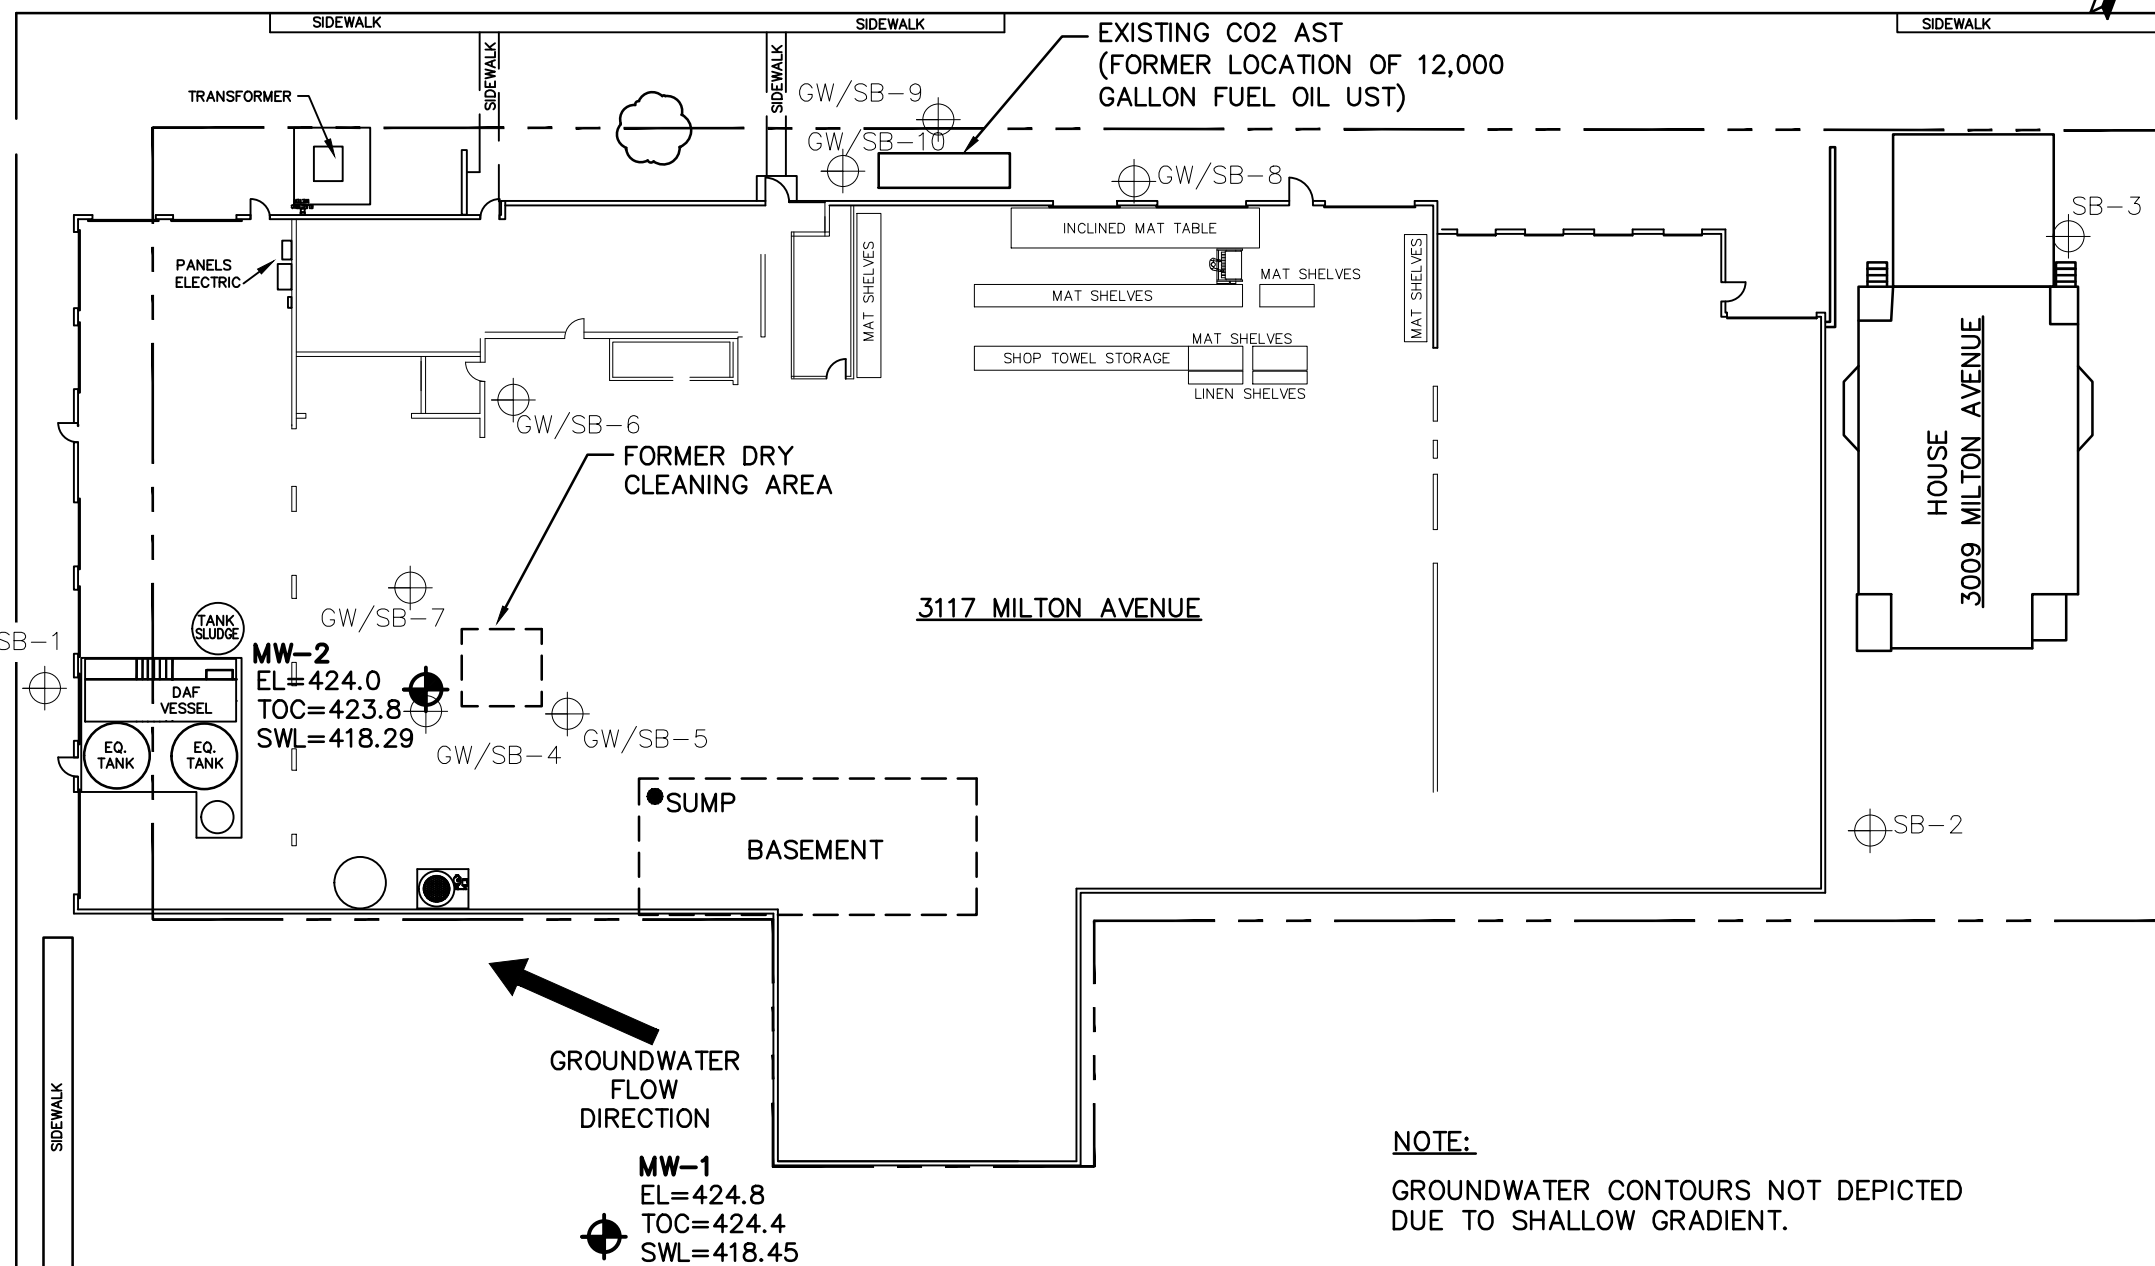 SIDEWALK
SIDEWALK
SIDEWALK
SIDEWALK
SIDEWALK
EXISTING CO2 AST
(FORMER LOCATION OF 12,000
GALLON FUEL OIL UST)
TRANSFORMER
GW/SB-9
GW/SB-10
GW/SB-8
SB-3
PANELS
ELECTRIC
MAT SHELVES
INCLINED MAT TABLE
MAT SHELVES
MAT SHELVES
MAT SHELVES
MAT SHELVES
SHOP TOWEL STORAGE
LINEN SHELVES
GW/SB-6
FORMER DRY
CLEANING AREA
HOUSE
3009 MILTON AVENUE
3117 MILTON AVENUE
GW/SB-7
TANK
SLUDGE
SB-1
MW-2
EL=424.0
TOC=423.8
SWL=418.29
DAF
VESSEL
EQ.
TANK
EQ.
TANK
GW/SB-4
GW/SB-5
SUMP
BASEMENT
SB-2
GROUNDWATER
FLOW
DIRECTION
SIDEWALK
MW-1
EL=424.8
TOC=424.4
SWL=418.45
NOTE:
GROUNDWATER CONTOURS NOT DEPICTED
DUE TO SHALLOW GRADIENT.